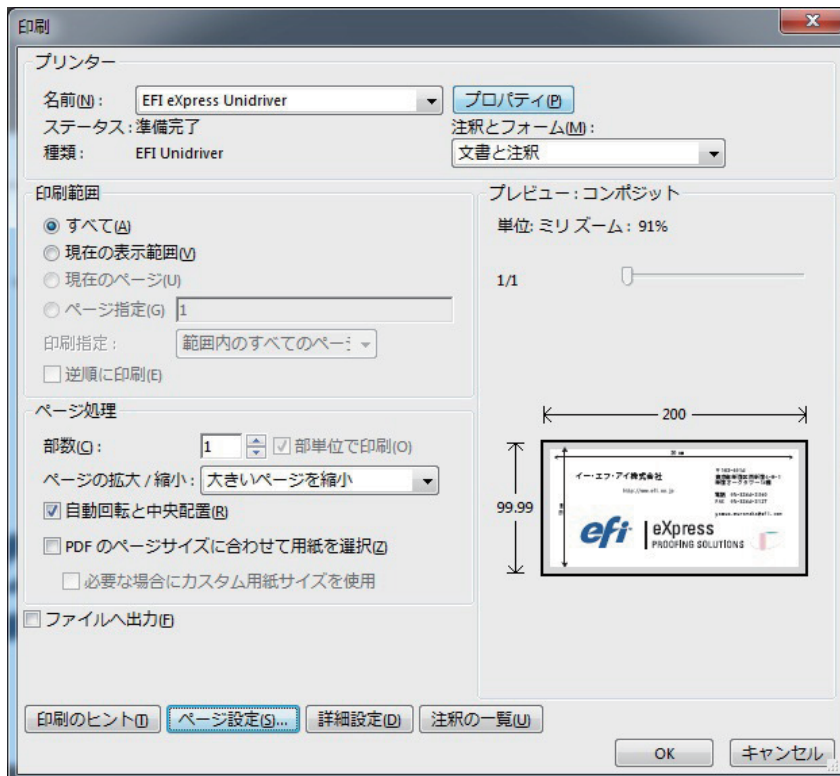 印刷
プリンター
名前(N): EFI eXpress Unidriver プロパティ(P)
ステータス:準備完了 注釈とフォーム(M):
種類: EFI Unidriver 文書と注釈
印刷範囲
すべて(A)
現在の表示範囲(V)
現在のページ(U)
ページ指定(G) 1
印刷指定: 範囲内のすべてのペー
逆順に印刷(E)
ページ処理
部数(C): 1 部単位で印刷(O)
ページの拡大/縮小: 大きいページを縮小
自動回転と中央配置(R)
PDF のページサイズに合わせて用紙を選択(Z)
必要な場合にカスタム用紙サイズを使用
ファイルへ出力(F)
プレビュー:コンポジット
単位: ミリ ズーム: 91%
1/1
200
99.99
イー・エフ・アイ株式会社
efi eXpress
PROOFING SOLUTIONS
印刷のヒント(T) ページ設定(S)... 詳細設定(D) 注釈の一覧(U)
OK キャンセル